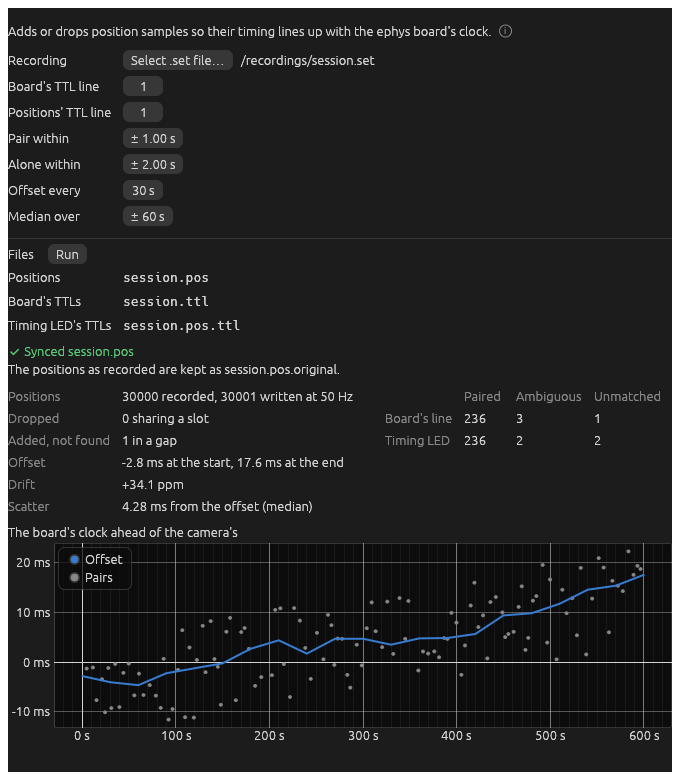 Adds or drops position samples so their timing lines up with the ephys board's clock. ⓘ
Recording Select .set file... /recordings/session.set
Board's TTL line 1
Positions' TTL line 1
Pair within ± 1.00 s
Alone within ± 2.00 s
Offset every 30 s
Median over ± 60 s
Files Run
Positions session.pos
Board's TTLs session.ttl
Timing LED's TTLs session.pos.ttl
✓ Synced session.pos
The positions as recorded are kept as session.pos.original.
Positions 30000 recorded, 30001 written at 50 Hz
Dropped 0 sharing a slot
Added, not found 1 in a gap
Offset -2.8 ms at the start, 17.6 ms at the end
Drift +34.1 ppm
Scatter 4.28 ms from the offset (median)
Paired Ambiguous Unmatched
Board's line 236 3 1
Timing LED 236 2 2
The board's clock ahead of the camera's
Offset
Pairs
20 ms
10 ms
0 ms
-10 ms
0 s 100 s 200 s 300 s 400 s 500 s 600 s